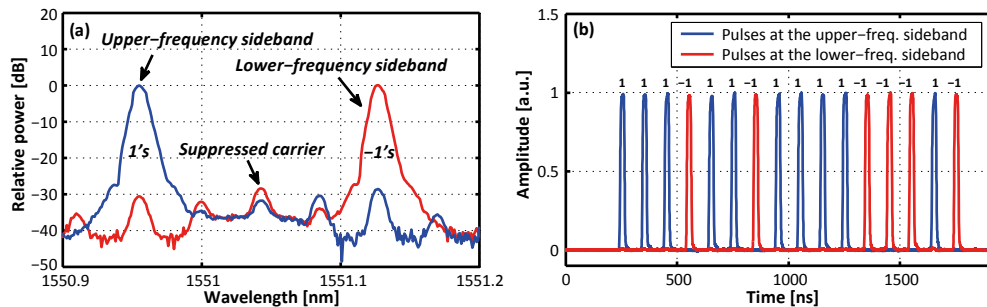 (a)
Upper−frequency sideband
Lower−frequency sideband
1's
Suppressed carrier
−1's
Relative power [dB]
20
10
0
−10
−20
−30
−40
−50
1550.9
1551
1551.1
1551.2
Wavelength [nm]
(b)
Pulses at the upper−freq. sideband
Pulses at the lower−freq. sideband
1 1 1 −1 1 1 −1 1 1 1 1 −1 −1 −1 1 −1
Amplitude [a.u.]
1.5
1
0.5
0
0
500
1000
1500
Time [ns]